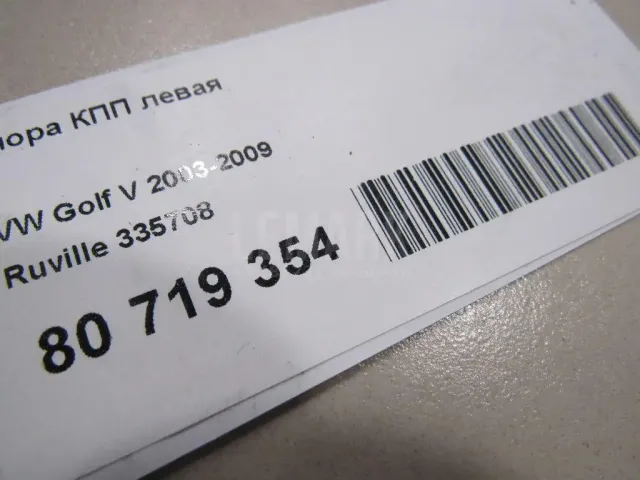 пора КПП левая
VW Golf V 2003-2009
Ruville 335708
80 719 354